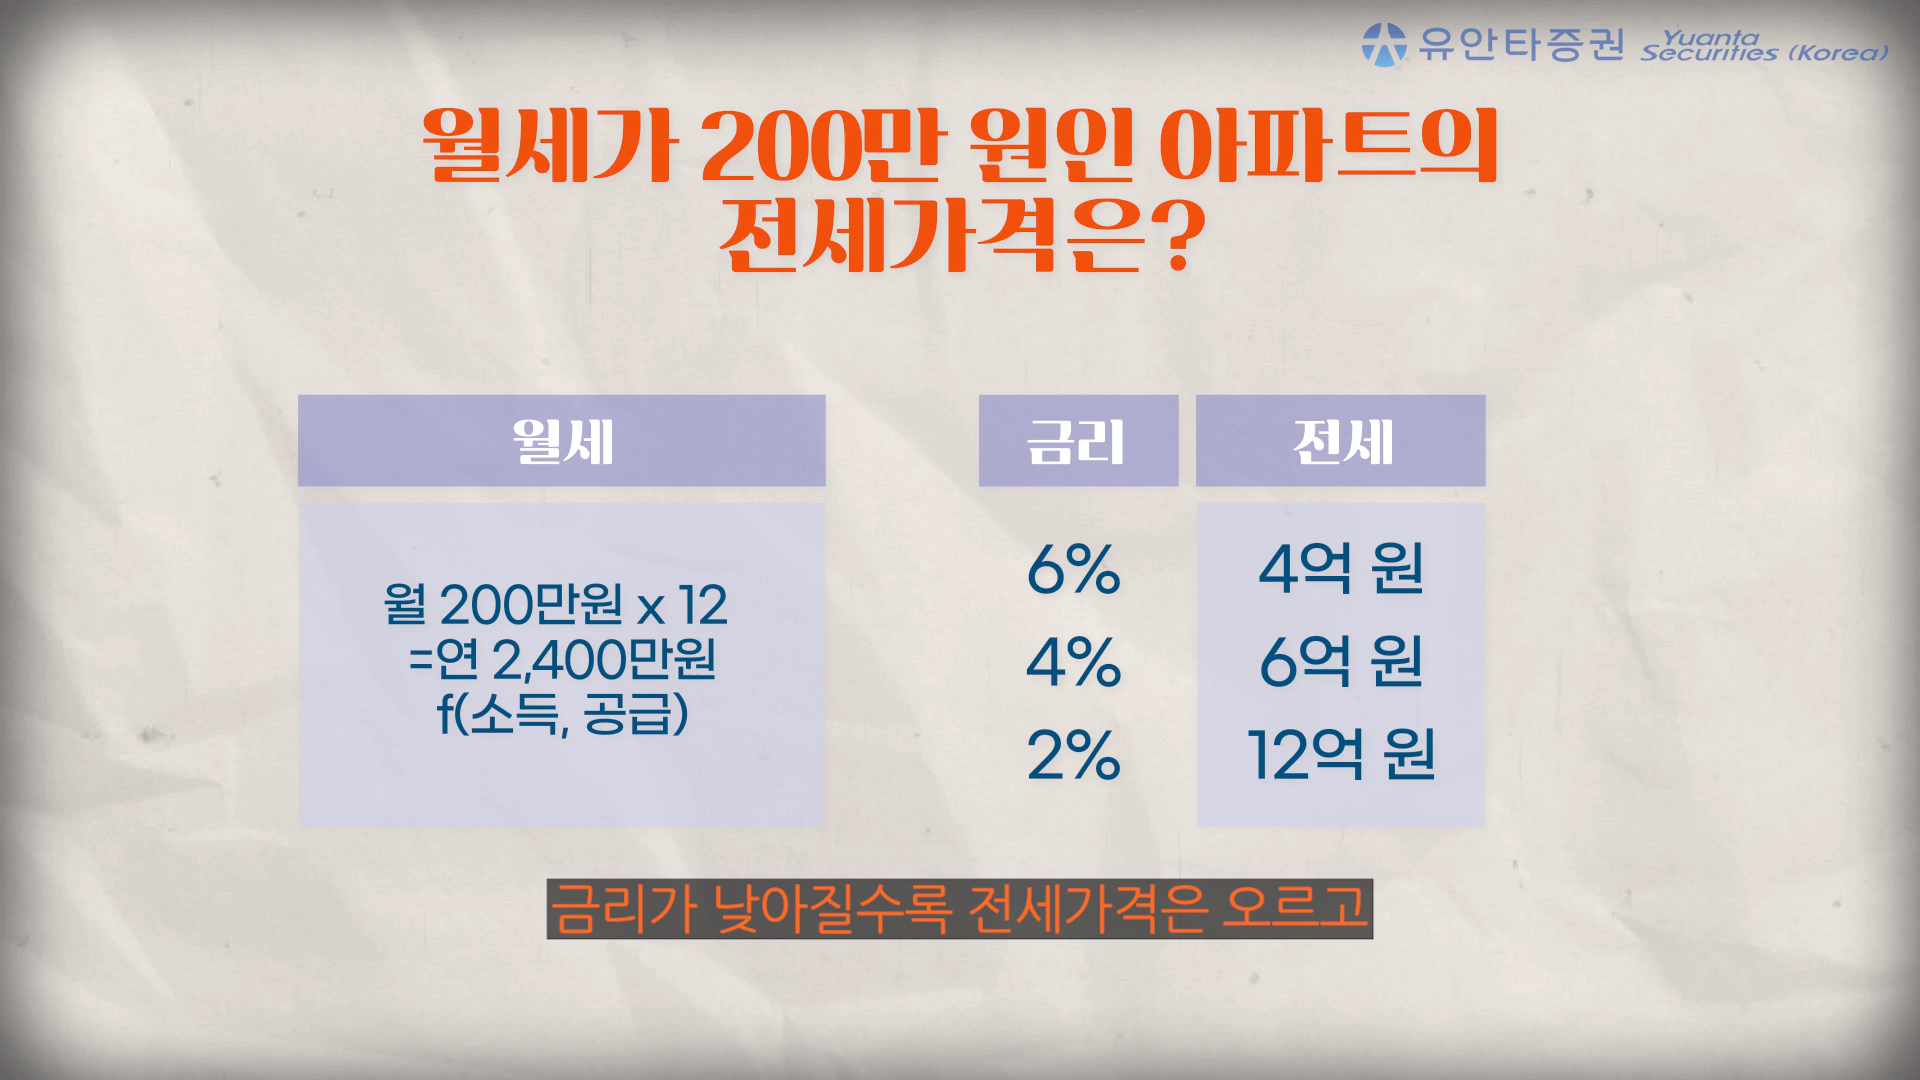 유안타증권 Yuanta Securities (Korea)
월세가 200만 원인 아파트의
전세가격은?
월세
월 200만원 x 12
=연 2,400만원
f(소득, 공급)
금리 전세
6% 4억 원
4% 6억 원
2% 12억 원
금리가 낮아질수록 전세가격은 오르고